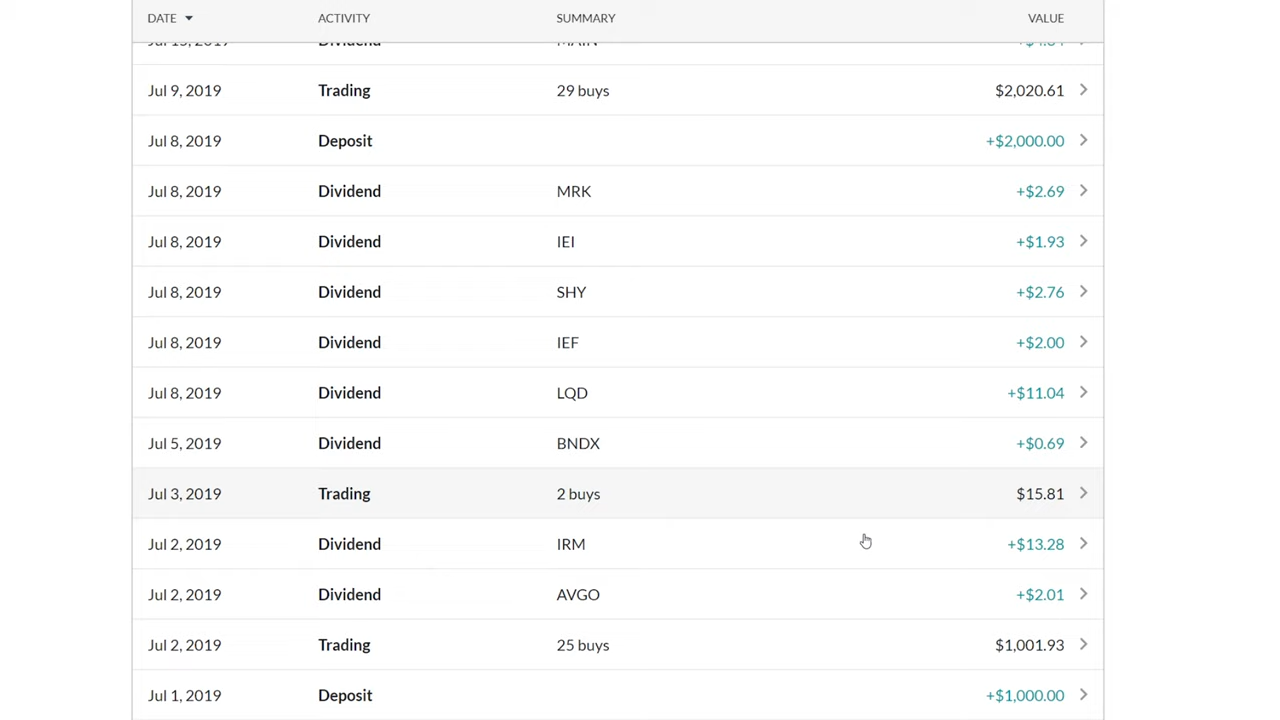 DATE ACTIVITY SUMMARY VALUE
Dividend MAIN
Jul 9, 2019 Trading 29 buys $2,020.61
Jul 8, 2019 Deposit +$2,000.00
Jul 8, 2019 Dividend MRK +$2.69
Jul 8, 2019 Dividend IEI +$1.93
Jul 8, 2019 Dividend SHY +$2.76
Jul 8, 2019 Dividend IEF +$2.00
Jul 8, 2019 Dividend LQD +$11.04
Jul 5, 2019 Dividend BNDX +$0.69
Jul 3, 2019 Trading 2 buys $15.81
Jul 2, 2019 Dividend IRM +$13.28
Jul 2, 2019 Dividend AVGO +$2.01
Jul 2, 2019 Trading 25 buys $1,001.93
Jul 1, 2019 Deposit +$1,000.00